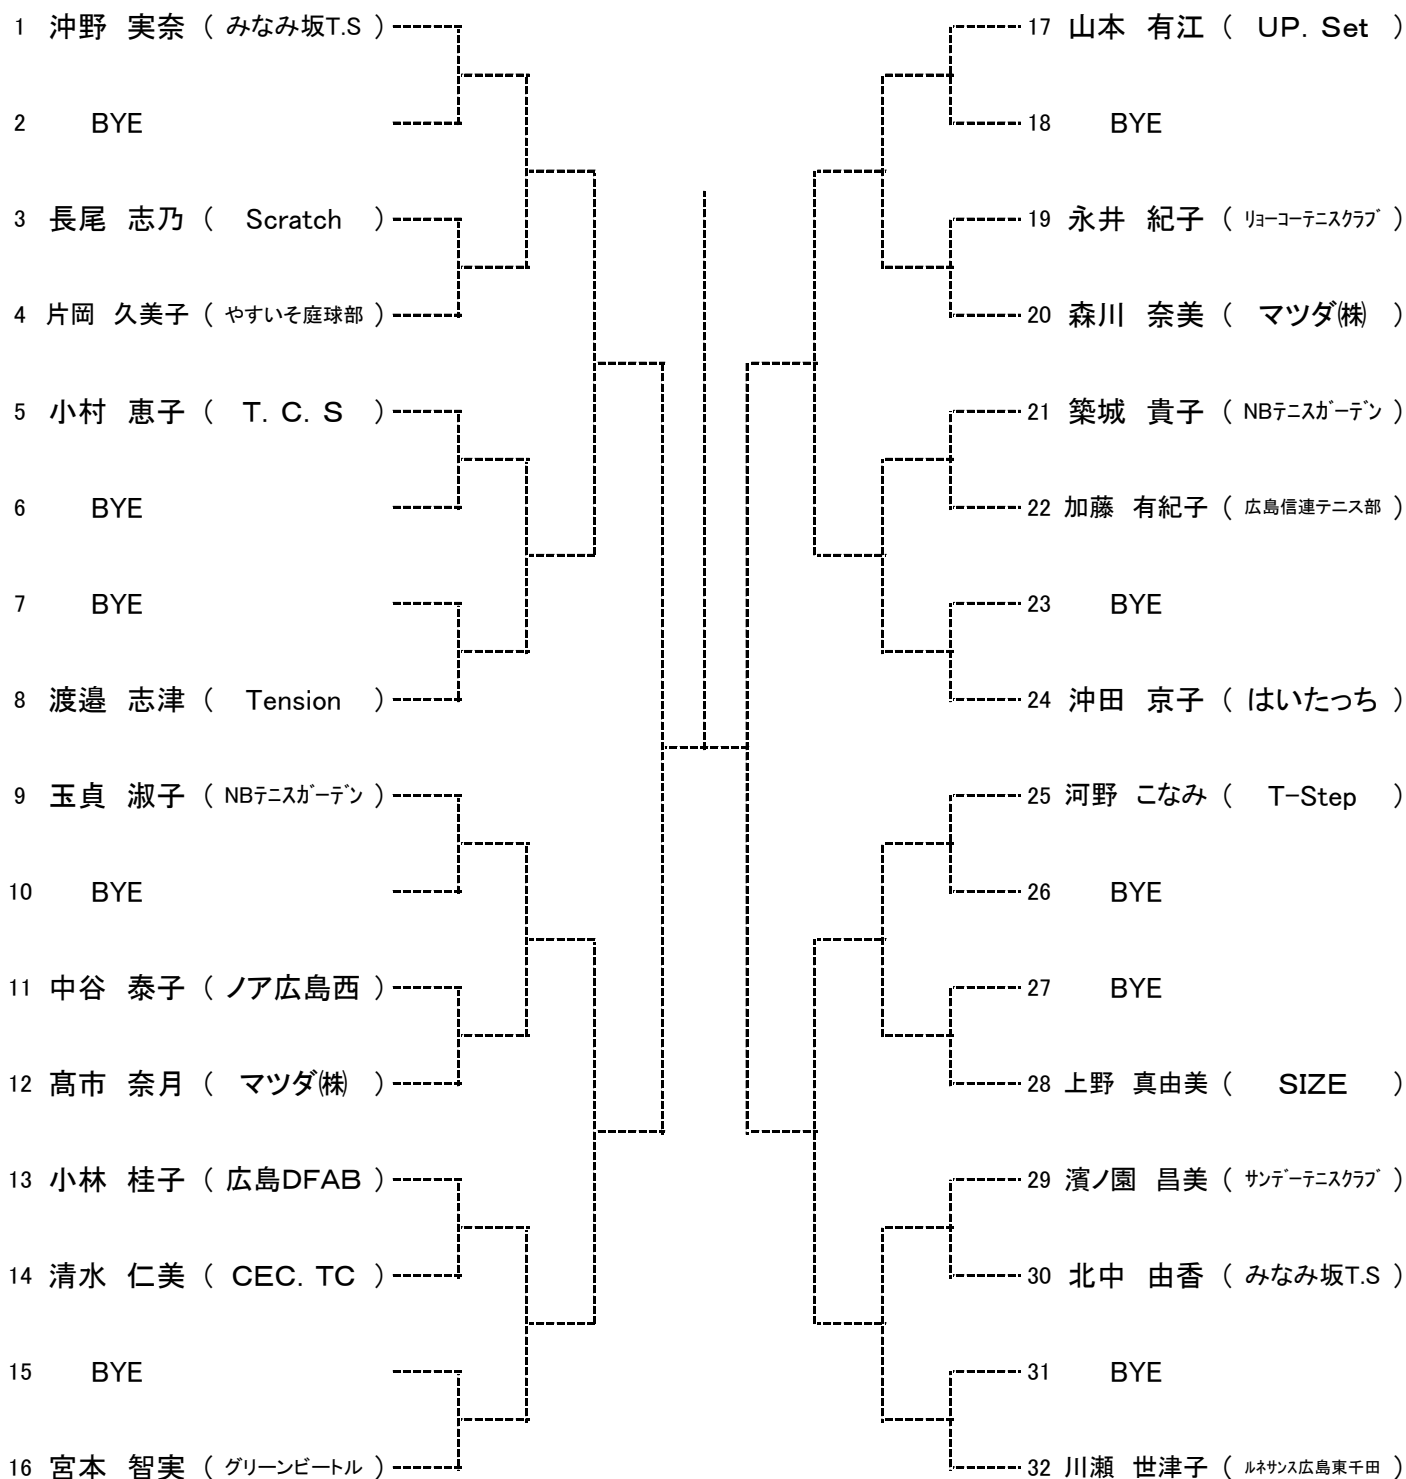 1 沖野 実奈 ( みなみ坂T.S )
2 BYE
3 長尾 志乃 ( Scratch )
4 片岡 久美子 ( やすいそ庭球部 )
5 小村 恵子 ( T. C. S )
6 BYE
7 BYE
8 渡邉 志津 ( Tension )
9 玉貞 淑子 ( NBﾃﾆｽｶﾞｰﾃﾞﾝ )
10 BYE
11 中谷 泰子 ( ノア広島西 )
12 髙市 奈月 ( マツダ㈱ )
13 小林 桂子 ( 広島DFAB )
14 清水 仁美 ( CEC. TC )
15 BYE
16 宮本 智実 ( グリーンビートル )
17 山本 有江 ( UP. Set )
18 BYE
19 永井 紀子 ( ﾘｮｰｺｰﾃﾆｽｸﾗﾌﾞ )
20 森川 奈美 ( マツダ㈱ )
21 築城 貴子 ( NBﾃﾆｽｶﾞｰﾃﾞﾝ )
22 加藤 有紀子 ( 広島信連テニス部 )
23 BYE
24 沖田 京子 ( はいたっち )
25 河野 こなみ ( T-Step )
26 BYE
27 BYE
28 上野 真由美 ( SIZE )
29 濱ノ園 昌美 ( ｻﾝﾃﾞｰﾃﾆｽｸﾗﾌﾞ )
30 北中 由香 ( みなみ坂T.S )
31 BYE
32 川瀬 世津子 ( ﾙﾈｻﾝｽ広島東千田 )